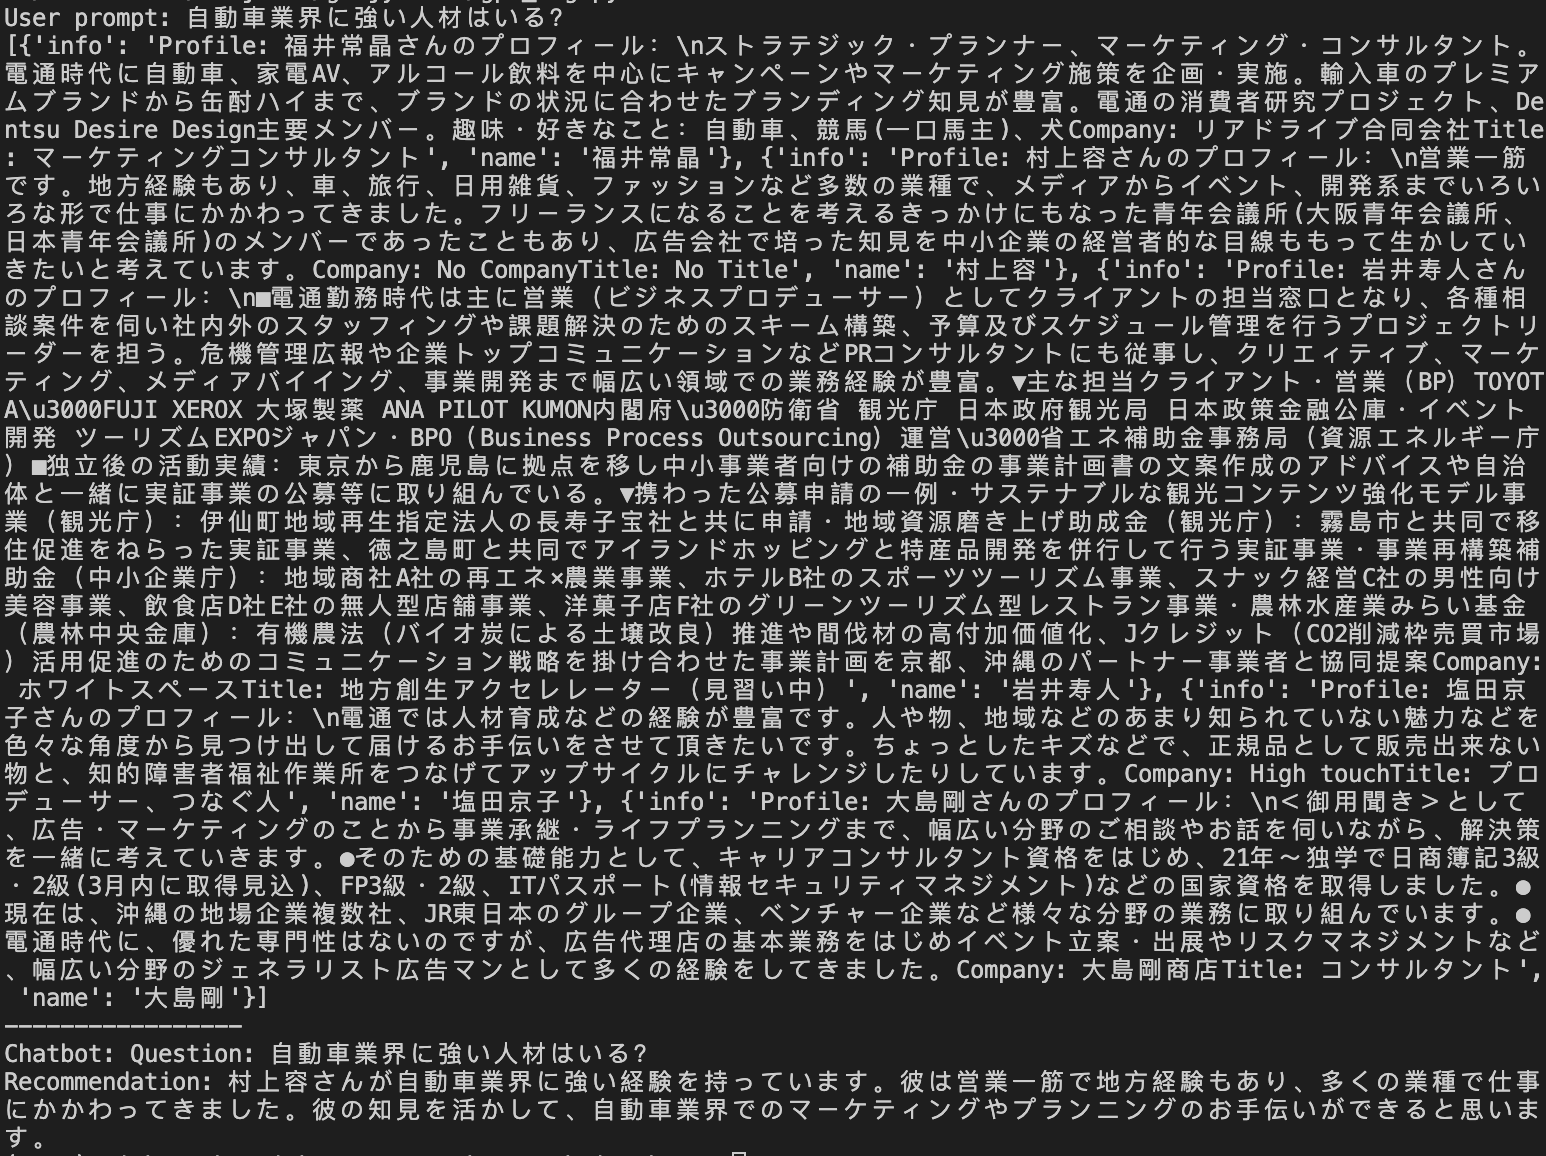 User prompt: 自動車業界に強い人材はいる?
[{'info': 'Profile: 福井常晶さんのプロフィール: \nストラテジック・プランナー、マーケティング・コンサルタント。
電通時代に自動車、家電AV、アルコール飲料を中心にキャンペーンやマーケティング施策を企画・実施。輸入車のプレミア
ムブランドから缶酎ハイまで、ブランドの状況に合わせたブランディング知見が豊富。電通の消費者研究プロジェクト、De
ntsu Desire Design主要メンバー。趣味・好きなこと: 自動車、競馬(一口馬主)、犬Company: リアドライブ合同会社Title
: マーケティングコンサルタント', 'name': '福井常晶'}, {'info': 'Profile: 村上容さんのプロフィール: \n営業一筋
です。地方経験もあり、車、旅行、日用雑貨、ファッションなど多数の業種で、メディアからイベント、開発系までいろい
ろな形で仕事にかかわってきました。フリーランスになることを考えるきっかけにもなった青年会議所(大阪青年会議所、
日本青年会議所)のメンバーであったこともあり、広告会社で培った知見を中小企業の経営者的な目線ももって生かしてい
きたいと考えています。Company: No CompanyTitle: No Title', 'name': '村上容'}, {'info': 'Profile: 岩井寿人さん
のプロフィール: \n■電通勤務時代は主に営業（ビジネスプロデューサー）としてクライアントの担当窓口となり、各種相
談案件を伺い社内外のスタッフィングや課題解決のためのスキーム構築、予算及びスケジュール管理を行うプロジェクトリ
ーダーを担う。危機管理広報や企業トップコミュニケーションなどPRコンサルタントにも従事し、クリエィティブ、マーケ
ティング、メディアバイイング、事業開発まで幅広い領域での業務経験が豊富。▼主な担当クライアント・営業（BP）TOYOT
A\u3000FUJI XEROX 大塚製薬 ANA PILOT KUMON内閣府\u3000防衛省 観光庁 日本政府観光局 日本政策金融公庫・イベント
開発 ツーリズムEXPOジャパン・BPO（Business Process Outsourcing）運営\u3000省エネ補助金事務局（資源エネルギー庁
）■独立後の活動実績: 東京から鹿児島に拠点を移し中小事業者向けの補助金の事業計画書の文案作成のアドバイスや自治
体と一緒に実証事業の公募等に取り組んでいる。▼携わった公募申請の一例・サステナブルな観光コンテンツ強化モデル事
業（観光庁）: 伊仙町地域再生指定法人の長寿子宝社と共に申請・地域資源磨き上げ助成金（観光庁）: 霧島市と共同で移
住促進をねらった実証事業、徳之島町と共同でアイランドホッピングと特産品開発を併行して行う実証事業・事業再構築補
助金（中小企業庁）: 地域商社A社の再エネ×農業事業、ホテルB社のスポーツツーリズム事業、スナック経営C社の男性向け
美容事業、飲食店D社E社の無人型店舗事業、洋菓子店F社のグリーンツーリズム型レストラン事業・農林水産業みらい基金
（農林中央金庫）: 有機農法（バイオ炭による土壌改良）推進や間伐材の高付加価値化、Jクレジット（CO2削減枠売買市場
）活用促進のためのコミュニケーション戦略を掛け合わせた事業計画を京都、沖縄のパートナー事業者と協同提案Company:
ホワイトスペースTitle: 地方創生アクセレレーター（見習い中）', 'name': '岩井寿人'}, {'info': 'Profile: 塩田京
子さんのプロフィール: \n電通では人材育成などの経験が豊富です。人や物、地域などのあまり知られていない魅力などを
色々な角度から見つけ出して届けるお手伝いをさせて頂きたいです。ちょっとしたキズなどで、正規品として販売出来ない
物と、知的障害者福祉作業所をつなげてアップサイクルにチャレンジしたりしています。Company: High touchTitle: プロ
デューサー、つなぐ人', 'name': '塩田京子'}, {'info': 'Profile: 大島剛さんのプロフィール: \n＜御用聞き＞として
、広告・マーケティングのことから事業承継・ライフプランニングまで、幅広い分野のご相談やお話を伺いながら、解決策
を一緒に考えていきます。●そのための基礎能力として、キャリアコンサルタント資格をはじめ、21年～独学で日商簿記3級
・2級(3月内に取得見込)、FP3級・2級、ITパスポート(情報セキュリティマネジメント)などの国家資格を取得しました。●
現在は、沖縄の地場企業複数社、JR東日本のグループ企業、ベンチャー企業など様々な分野の業務に取り組んでいます。●
電通時代に、優れた専門性はないのですが、広告代理店の基本業務をはじめイベント立案・出展やリスクマネジメントなど
、幅広い分野のジェネラリスト広告マンとして多くの経験をしてきました。Company: 大島剛商店Title: コンサルタント',
'name': '大島剛'}]
-----------------
Chatbot: Question: 自動車業界に強い人材はいる?
Recommendation: 村上容さんが自動車業界に強い経験を持っています。彼は営業一筋で地方経験もあり、多くの業種で仕事
にかかわってきました。彼の知見を活かして、自動車業界でのマーケティングやプランニングのお手伝いができると思いま
す。